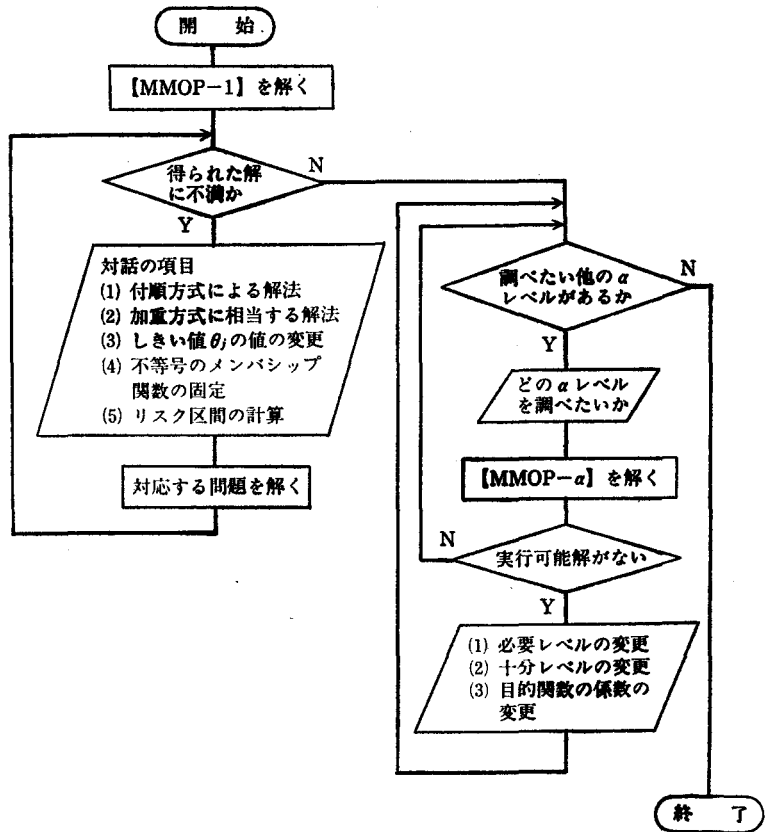 開 始
【MMOP-1】を解く
得られた解
に不満か
N
Y
対話の項目
(1) 付順方式による解法
(2) 加重方式に相当する解法
(3) しきい値θjの値の変更
(4) 不等号のメンバシップ
関数の固定
(5) リスク区間の計算
対応する問題を解く
調べたい他のα
レベルがあるか
N
Y
どのαレベル
を調べたいか
【MMOP-α】を解く
実行可能解がない
N
Y
(1) 必要レベルの変更
(2) 十分レベルの変更
(3) 目的関数の係数の
変更
終 了